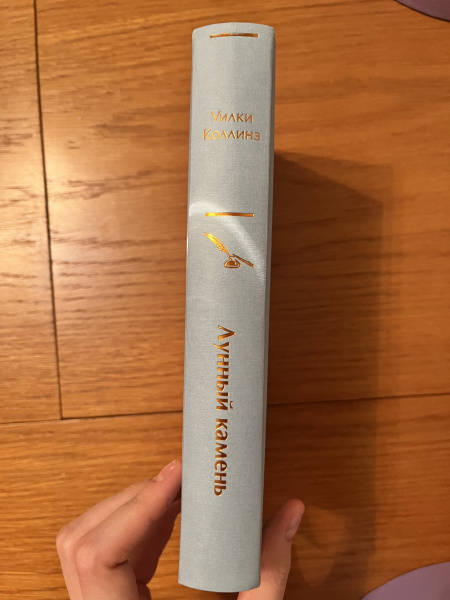 Уилки
Коллинз
Лунный камень